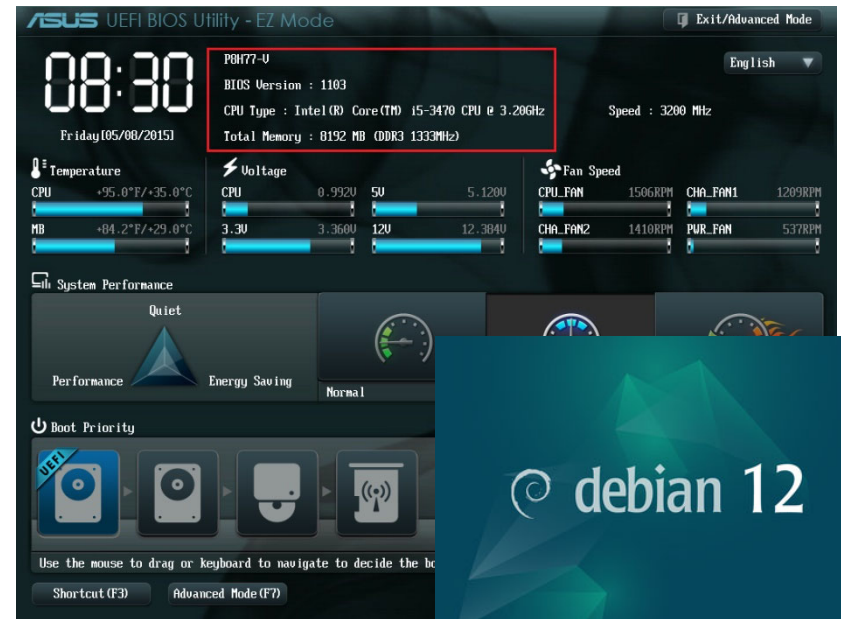 ASUS UEFI BIOS Utility - EZ Mode
Exit/Advanced Mode
08:30
Friday[05/08/2015]
P8H77-V
BIOS Version : 1103
CPU Type : Intel(R) Core(TM) i5-3470 CPU @ 3.20GHz Speed : 3200 MHz
Total Memory : 8192 MB (DDR3 1333MHz)
English
Temperature
CPU +95.0°F/+35.0°C
MB +84.2°F/+29.0°C
Voltage
CPU 0.992V 5V 5.120V
3.3V 3.360V 12V 12.384V
Fan Speed
CPU_FAN 1506RPM CHA_FAN1 1209RPM
CHA_FAN2 1410RPM PWR_FAN 537RPM
System Performance
Quiet
Performance Energy Saving
Normal
Boot Priority
UEFI
Use the mouse to drag or keyboard to navigate to decide the
Shortcut(F3) Advanced Mode(F7)
debian 12